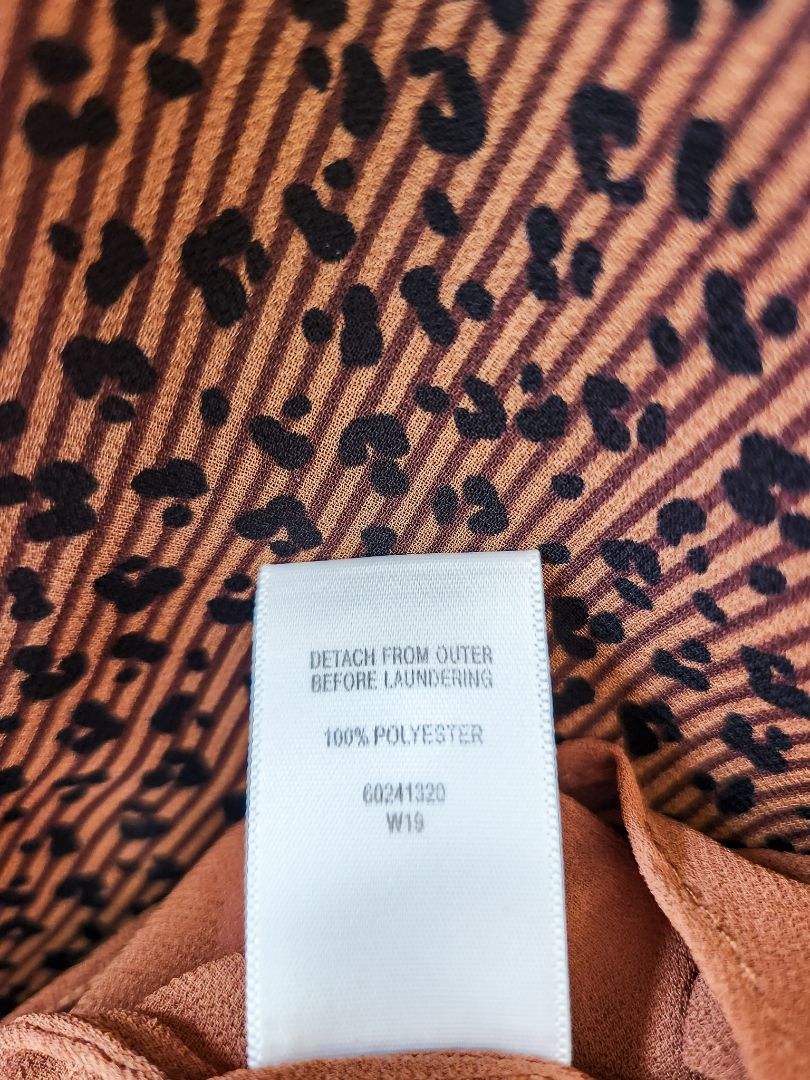 DETACH FROM OUTER
BEFORE LAUNDERING
100% POLYESTER
60241320
W19